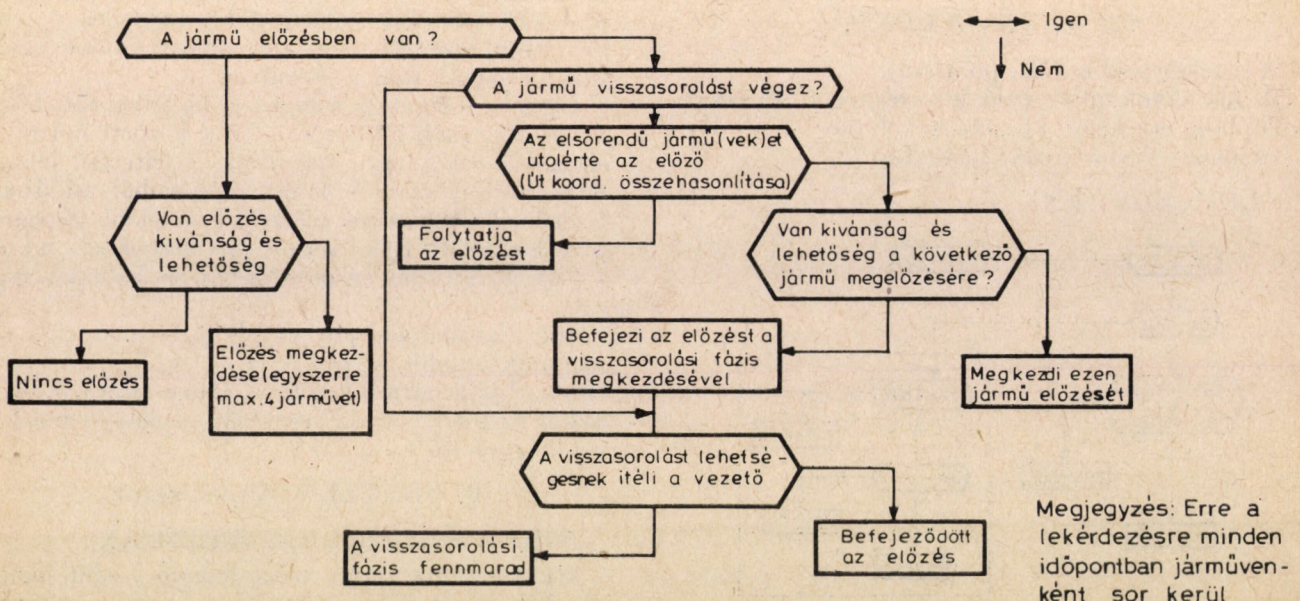 A jármű előzésben van?
Igen
Nem
A jármű visszasorolást végez?
Az elsőrendű jármű(vek)et
utolérte az előző
(Út koord. összehasonlítása)
Van előzés
kivánság és
lehetőség
Folytatja
az előzést
Van kivánság és
lehetőség a következő
jármű megelőzésére?
Nincs előzés
Előzés megkez-
dése (egyszerre
max. 4 járművet)
Befejezi az előzést a
visszasorolási fázis
megkezdésével
Megkezdi ezen
jármű előzését
A visszasorolást lehetsé-
gesnek itéli a vezető
A visszasorolási
fázis fennmarad
Befejeződött
az előzés
Megjegyzés: Erre a
lekérdezésre minden
időpontban járműven-
ként sor kerül